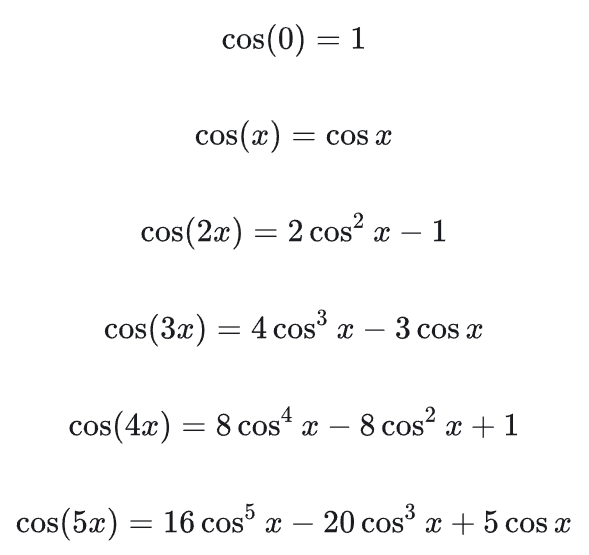 cos(0) = 1
cos(x) = cos x
cos(2x) = 2 cos² x − 1
cos(3x) = 4 cos³ x − 3 cos x
cos(4x) = 8 cos⁴ x − 8 cos² x + 1
cos(5x) = 16 cos⁵ x − 20 cos³ x + 5 cos x